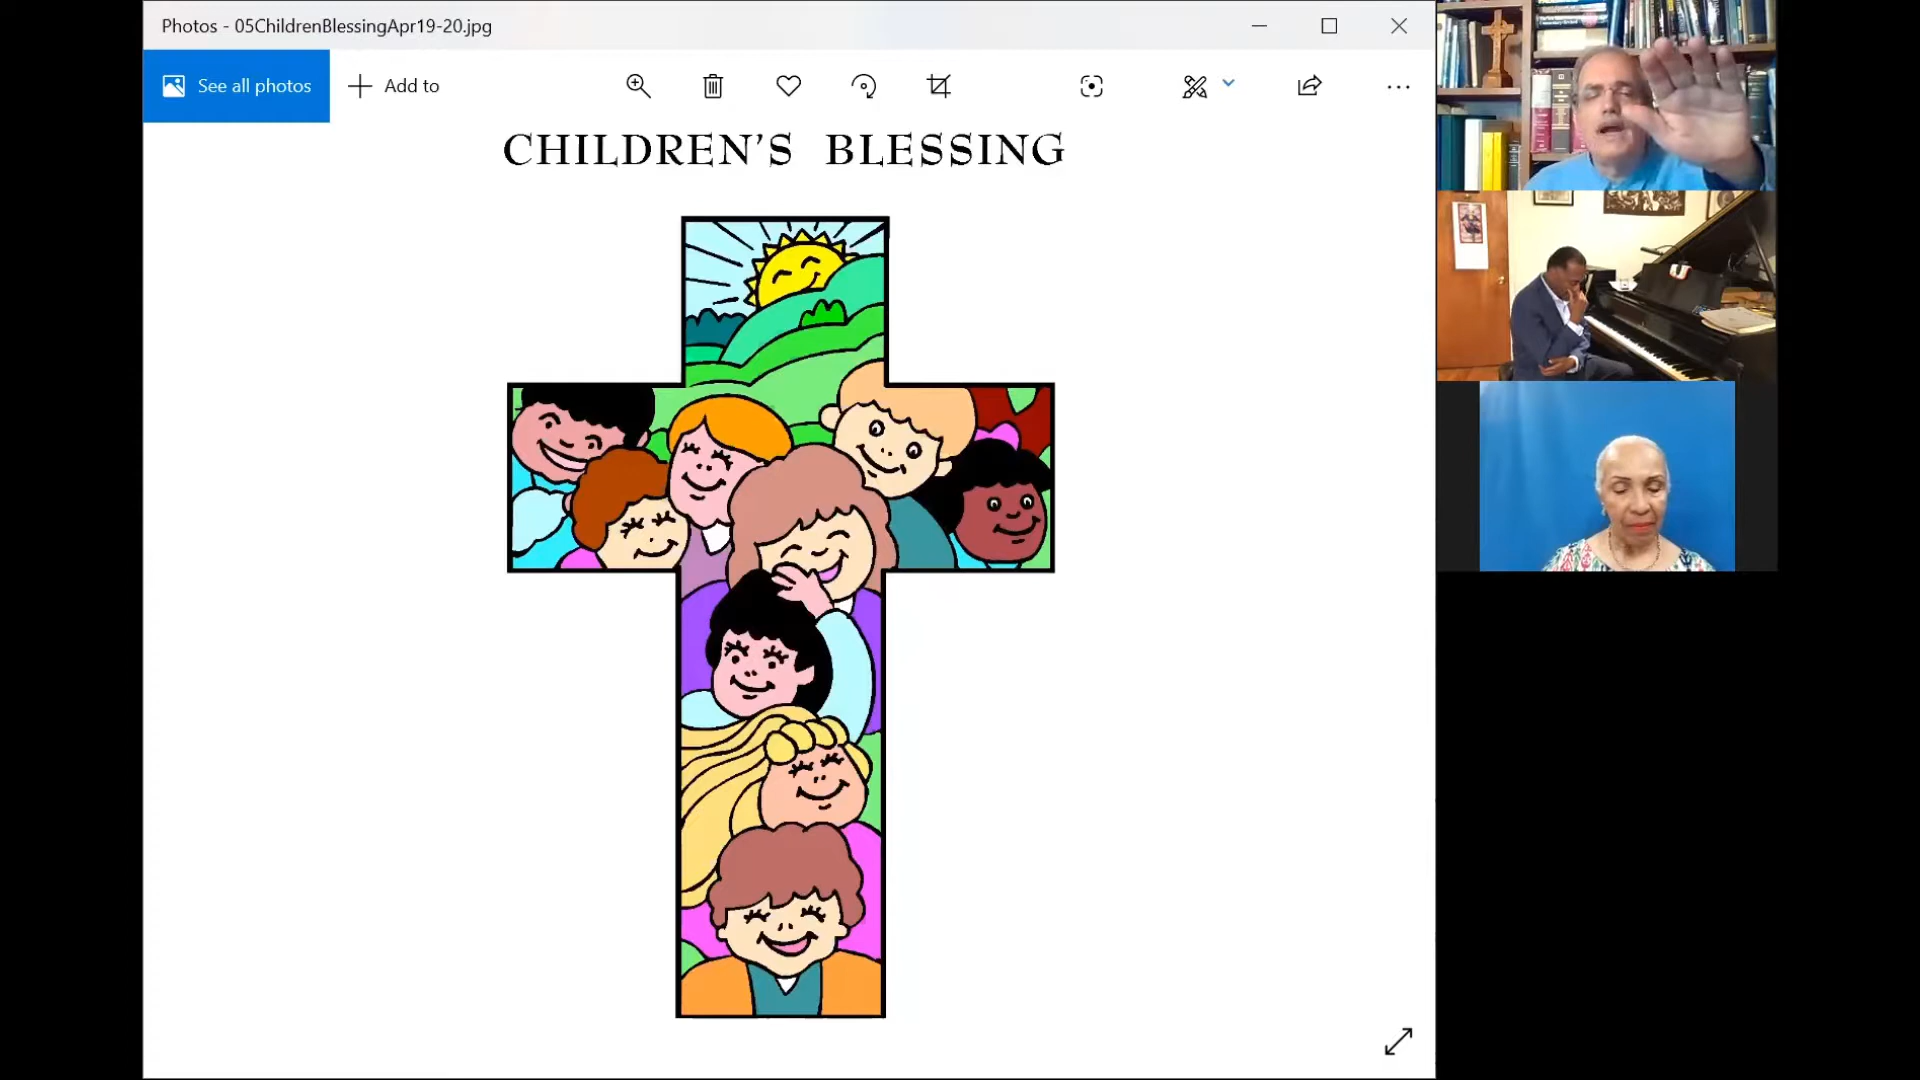 Photos - 05ChildrenBlessingApr19-20.jpg
See all photos
Add to
CHILDREN'S BLESSING